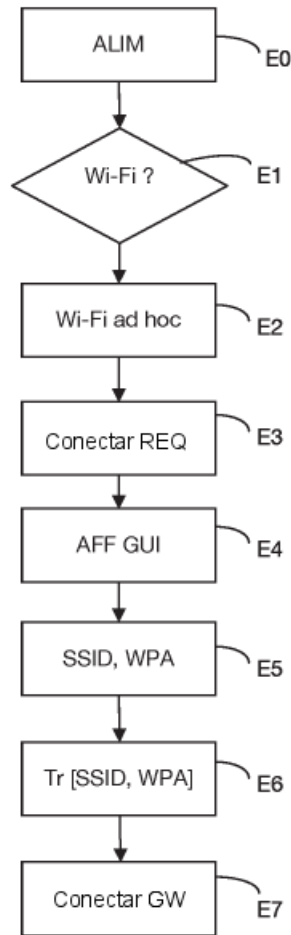 ALIM
E0
Wi-Fi ?
E1
Wi-Fi ad hoc
E2
Conectar REQ
E3
AFF GUI
E4
SSID, WPA
E5
Tr [SSID, WPA]
E6
Conectar GW
E7